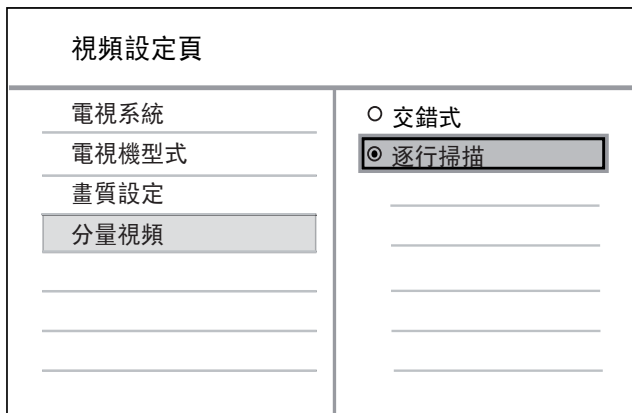 視頻設定頁
電視系統
電視機型式
畫質設定
分量視頻
交錯式
逐行掃描